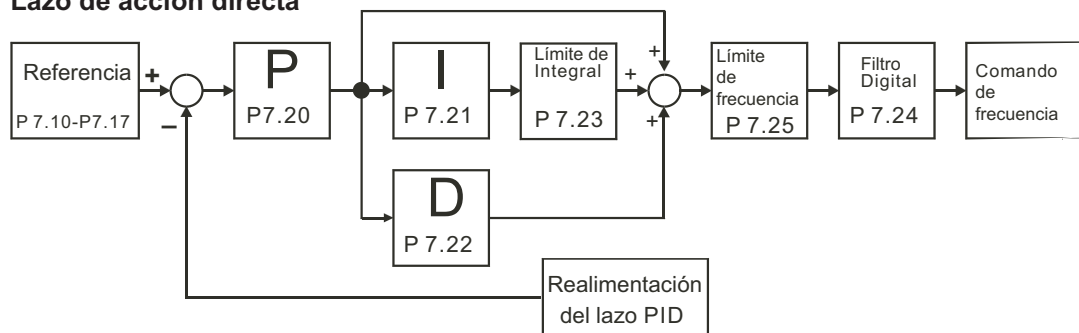 Lazo de acción directa
Referencia
P 7.10-P7.17
+
−
P
P7.20
I
P 7.21
Límite de
Integral
P 7.23
D
P 7.22
+
+
+
Límite
de
frecuencia
P 7.25
Filtro
Digital
P 7.24
Comando
de
frecuencia
Realimentación
del lazo PID